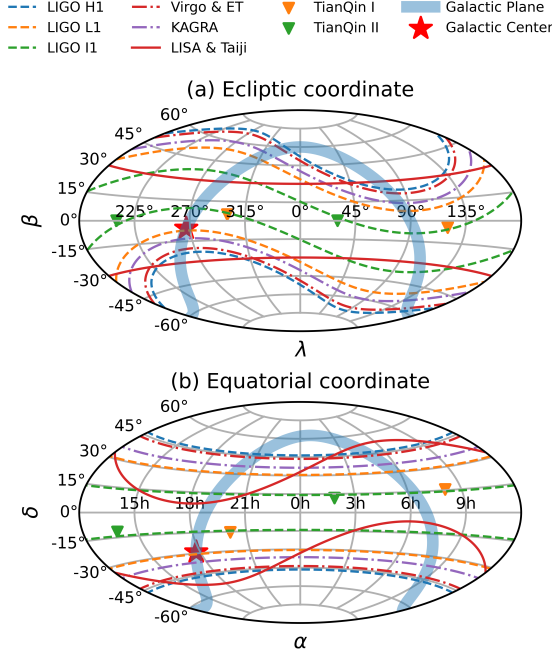 LIGO H1 Virgo & ET TianQin I Galactic Plane
LIGO L1 KAGRA TianQin II Galactic Center
LIGO I1 LISA & Taiji
(a) Ecliptic coordinate
60°
45°
30°
15°
0°
-15°
-30°
-45°
-60°
225° 270° 315° 0° 45° 90° 135°
β
λ
(b) Equatorial coordinate
60°
45°
30°
15°
0°
-15°
-30°
-45°
-60°
15h 18h 21h 0h 3h 6h 9h
δ
α